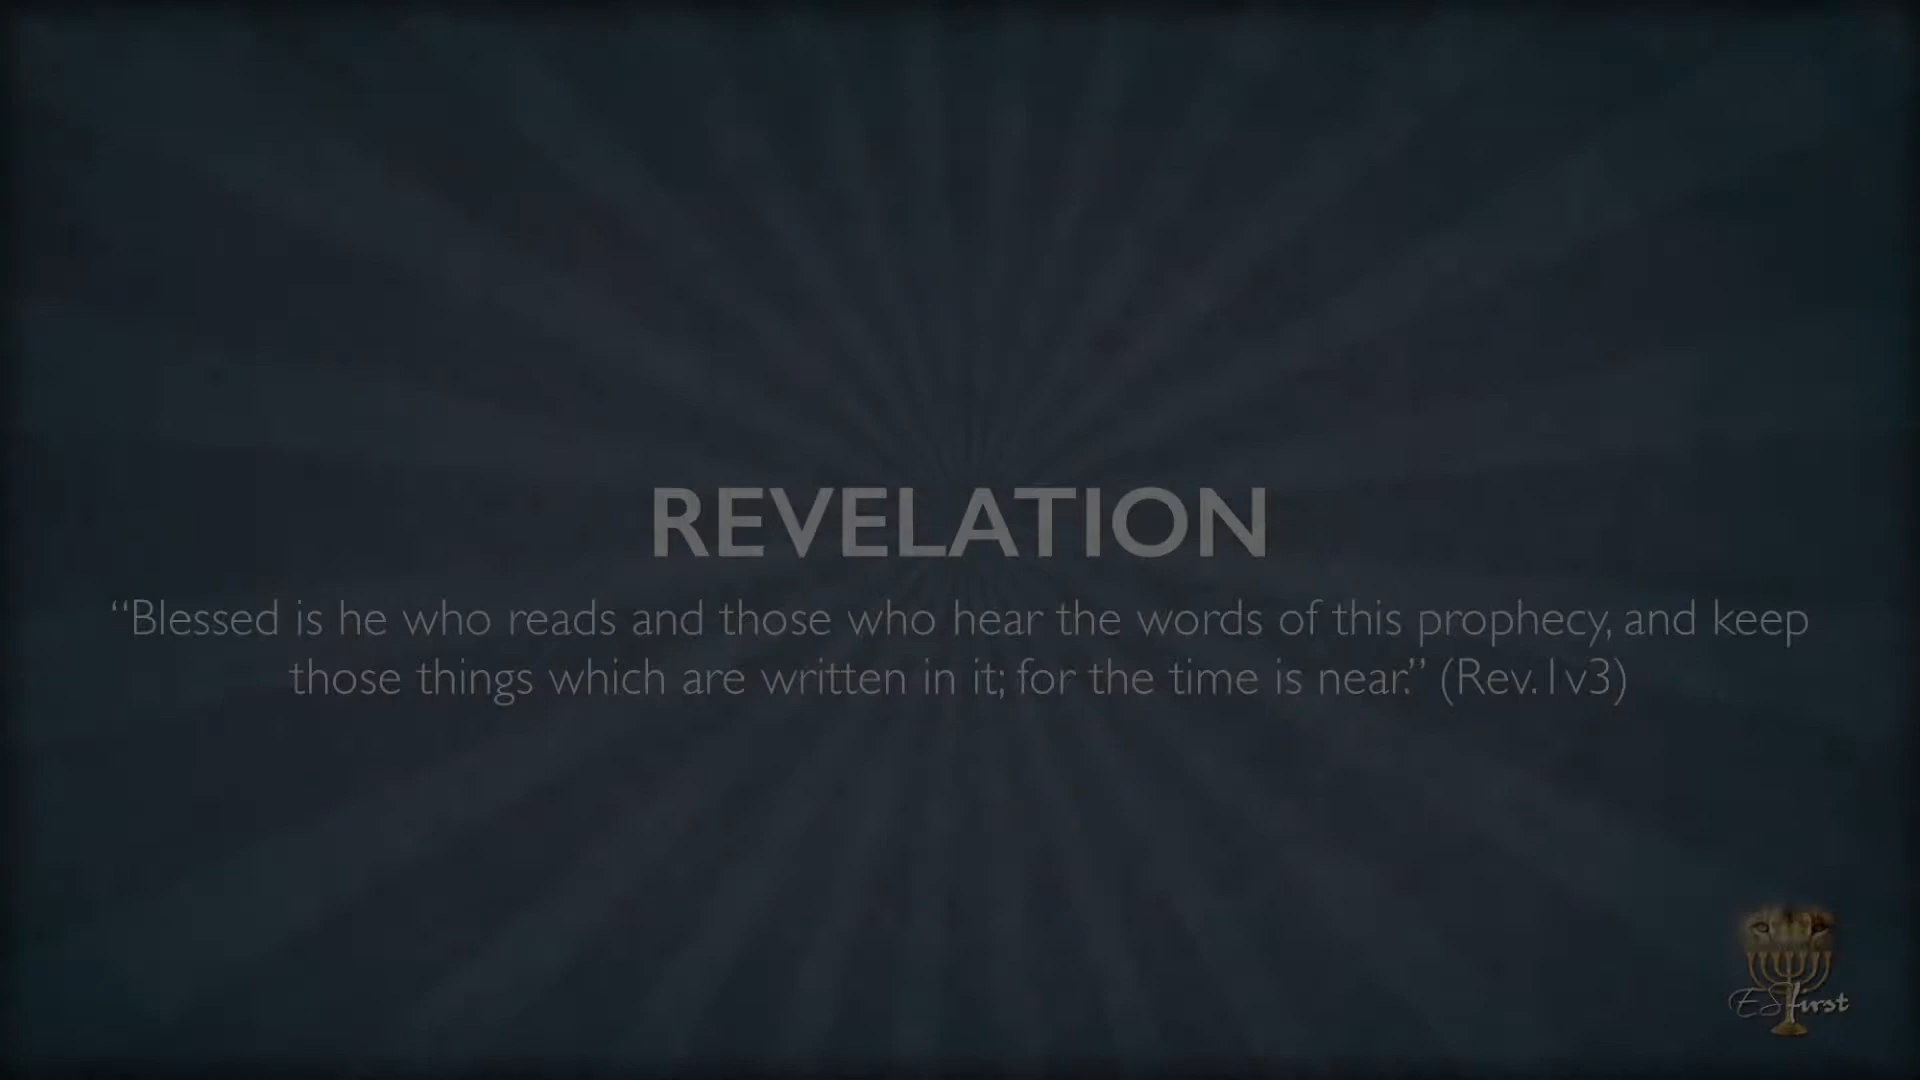 REVELATION
“Blessed is he who reads and those who hear the words of this prophecy, and keep
those things which are written in it; for the time is near.” (Rev.1v3)
ESfirst